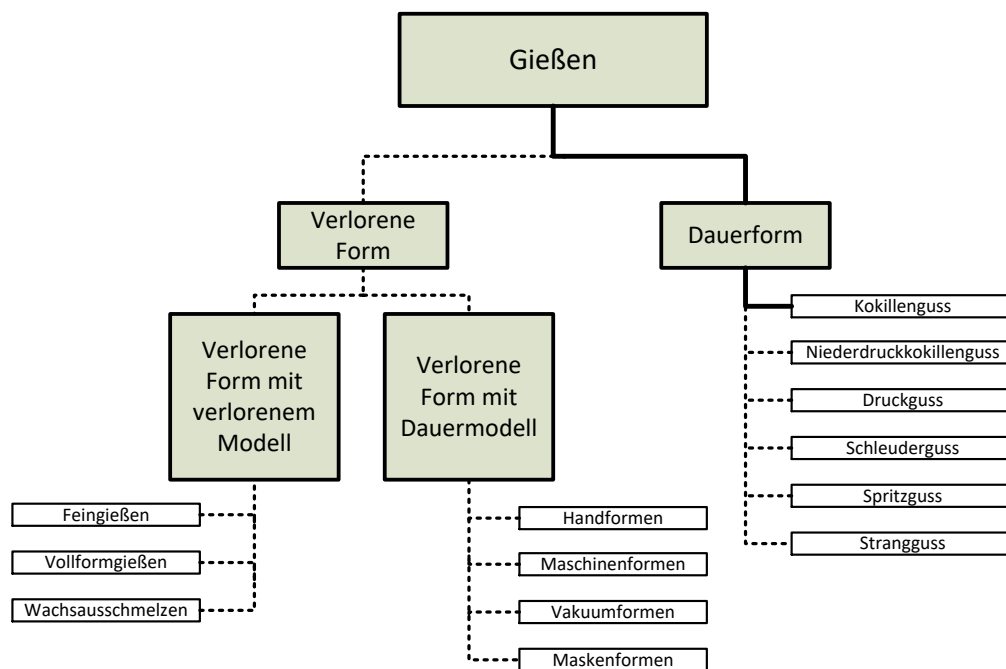 Gießen
Verlorene
Form
Dauerform
Verlorene
Form mit
verlorenem
Modell
Verlorene
Form mit
Dauermodell
Feingießen
Vollformgießen
Wachsausschmelzen
Handformen
Maschinenformen
Vakuumformen
Maskenformen
Kokillenguss
Niederdruckkokillenguss
Druckguss
Schleuderguss
Spritzguss
Strangguss